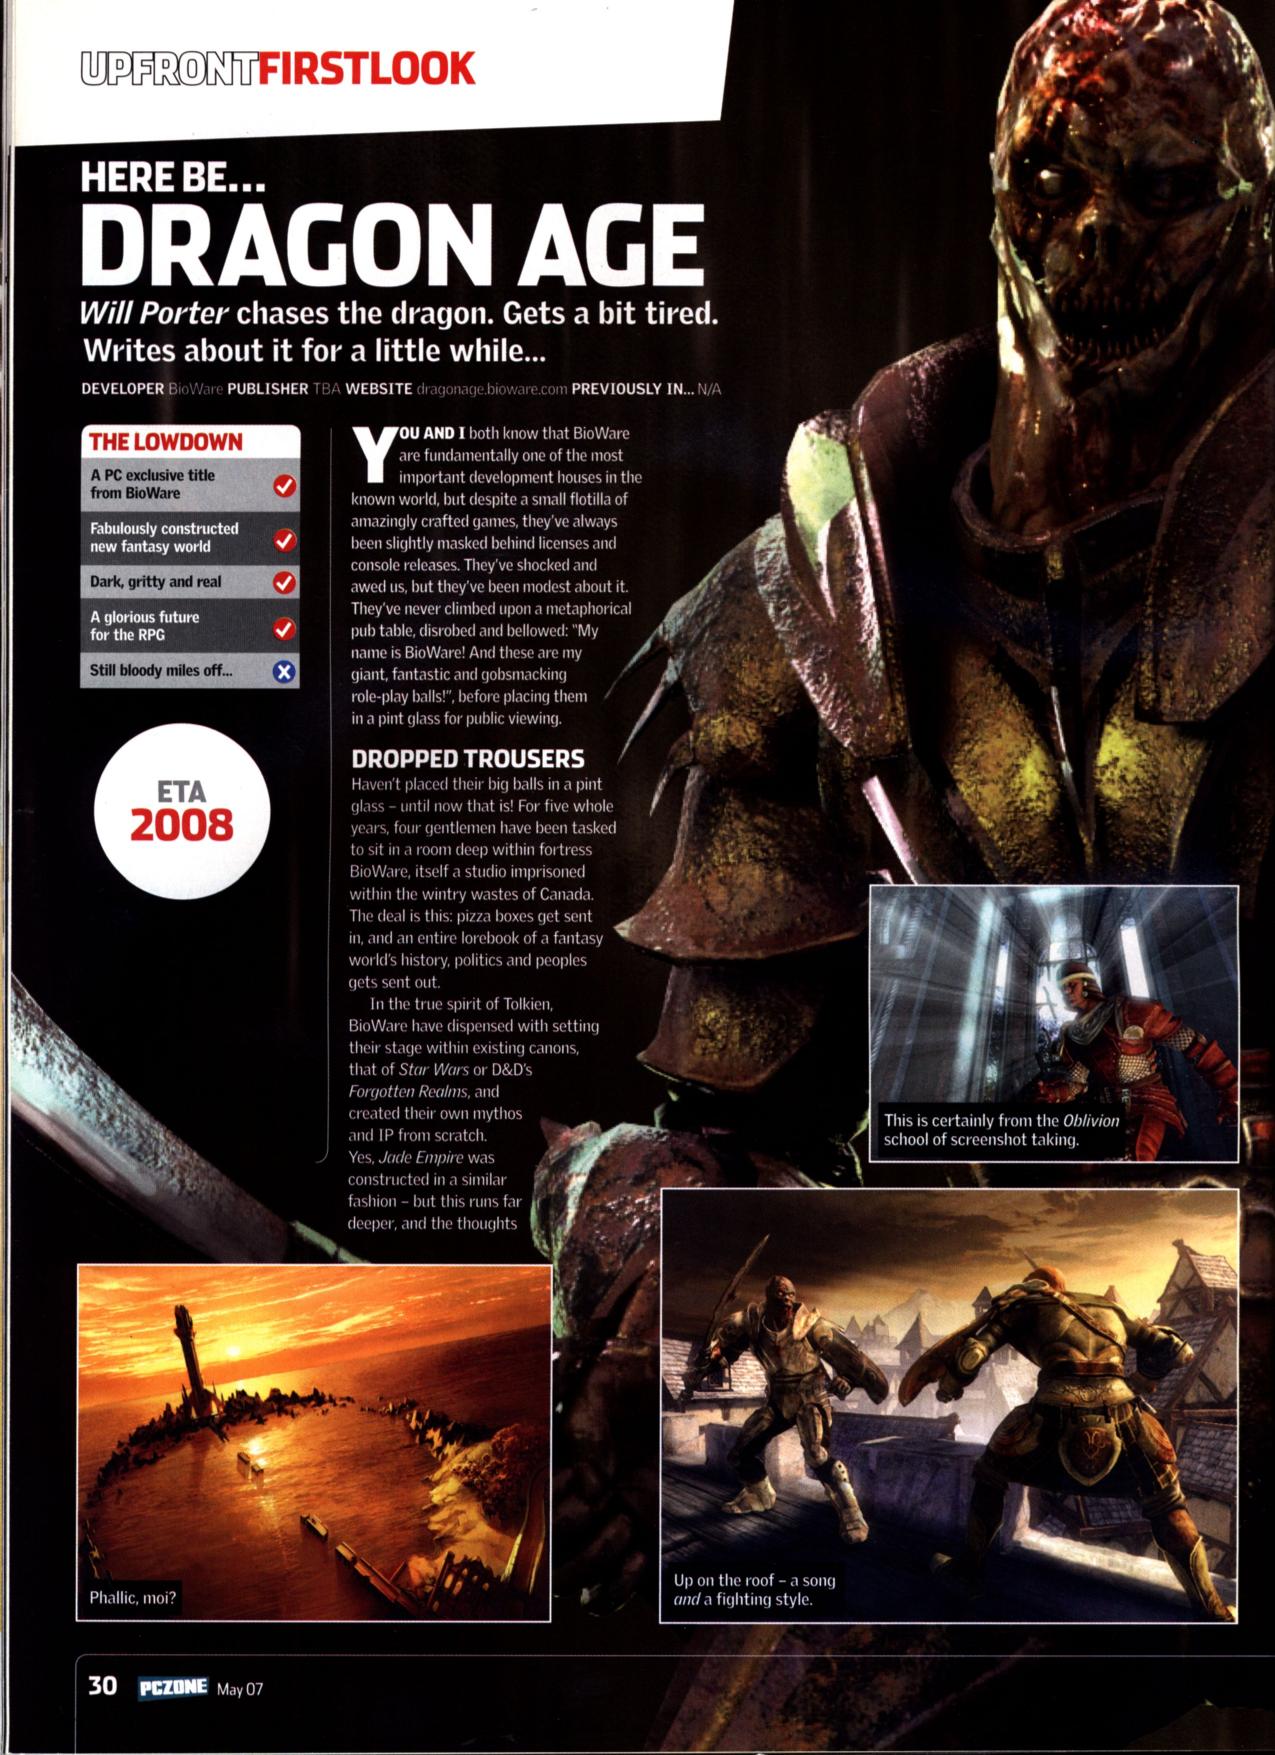 UPFRONTFIRSTLOOK
HERE BE...
DRAGON AGE
Will Porter chases the dragon. Gets a bit tired.
Writes about it for a little while...
DEVELOPER BioWare PUBLISHER TBA WEBSITE dragonage.bioware.com PREVIOUSLY IN... N/A
THE LOWDOWN
A PC exclusive title
from BioWare
Fabulously constructed
new fantasy world
Dark, gritty and real
A glorious future
for the RPG
Still bloody miles off...
ETA
2008
YOU AND I both know that BioWare
are fundamentally one of the most
important development houses in the
known world, but despite a small flotilla of
amazingly crafted games, they've always
been slightly masked behind licenses and
console releases. They've shocked and
awed us, but they've been modest about it.
They've never climbed upon a metaphorical
pub table, disrobed and bellowed: "My
name is BioWare! And these are my
giant, fantastic and gobsmacking
role-play balls!", before placing them
in a pint glass for public viewing.
DROPPED TROUSERS
Haven't placed their big balls in a pint
glass – until now that is! For five whole
years, four gentlemen have been tasked
to sit in a room deep within fortress
BioWare, itself a studio imprisoned
within the wintry wastes of Canada.
The deal is this: pizza boxes get sent
in, and an entire lorebook of a fantasy
world's history, politics and peoples
gets sent out.
In the true spirit of Tolkien,
BioWare have dispensed with setting
their stage within existing canons,
that of Star Wars or D&D's
Forgotten Realms, and
created their own mythos
and IP from scratch.
Yes, Jade Empire was
constructed in a similar
fashion – but this runs far
deeper, and the thoughts
This is certainly from the Oblivion
school of screenshot taking.
Phallic, moi?
Up on the roof – a song
and a fighting style.
30 PCZONE May 07